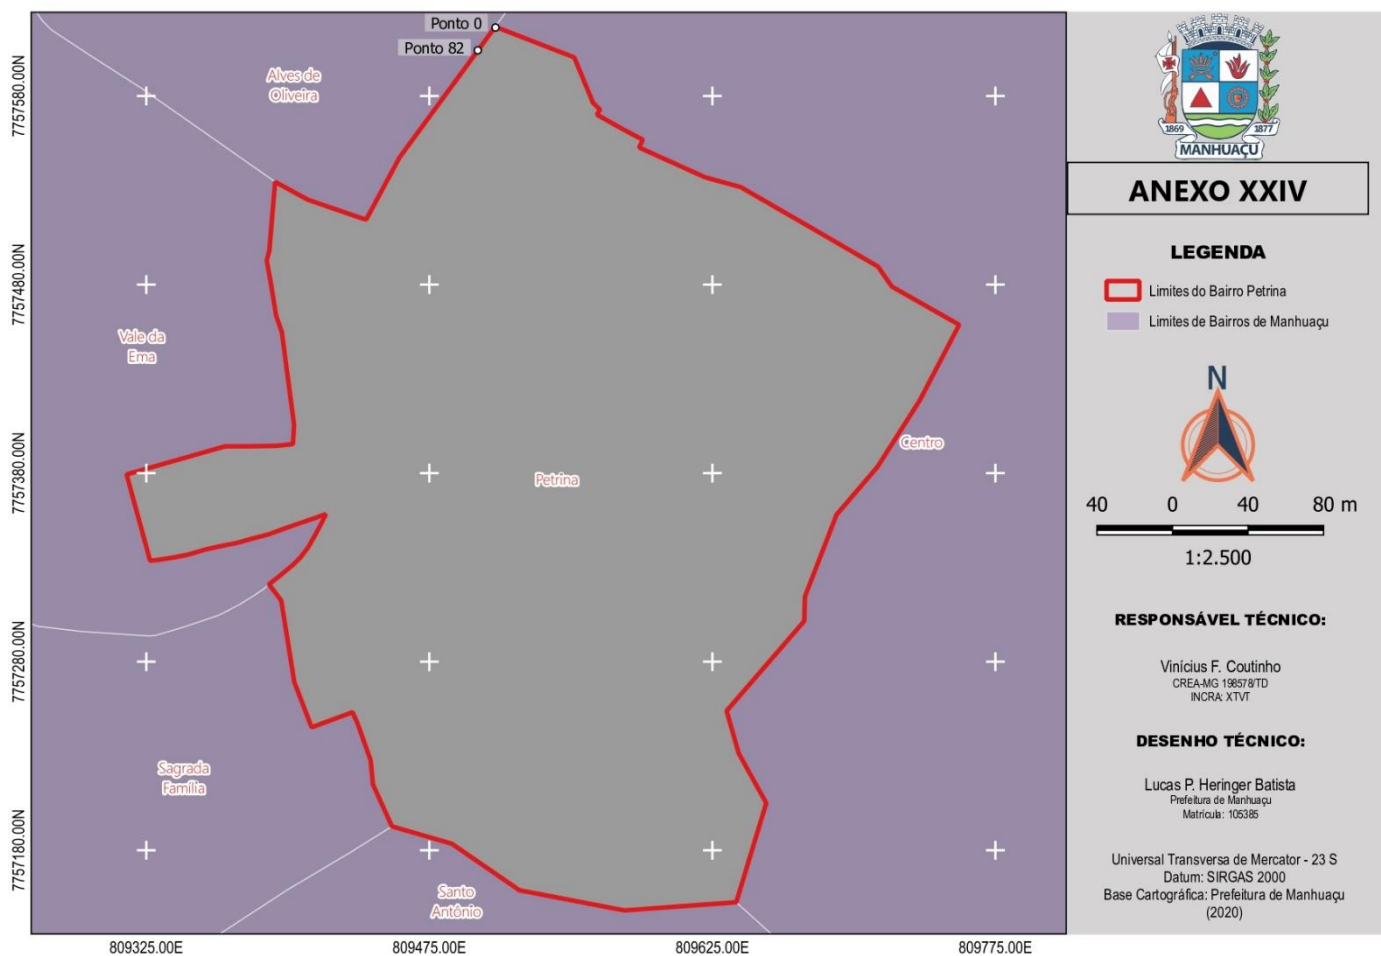 Ponto 0
Ponto 82
Alves de
Oliveira
Vale da
Ema
Centro
Petrina
Sagrada
Família
Santo
Antônio
7757580.00N
7757480.00N
7757380.00N
7757280.00N
7757180.00N
809325.00E
809475.00E
809625.00E
809775.00E
1869
1877
MANHUAÇU
ANEXO XXIV
LEGENDA
Limites do Bairro Petrina
Limites de Bairros de Manhuaçu
N
40 0 40 80 m
1:2.500
RESPONSÁVEL TÉCNICO:
Vinícius F. Coutinho
CREA-MG 198578/TD
INCRA: XTVT
DESENHO TÉCNICO:
Lucas P. Heringer Batista
Prefeitura de Manhuaçu
Matrícula: 105385
Universal Transversa de Mercator - 23 S
Datum: SIRGAS 2000
Base Cartográfica: Prefeitura de Manhuaçu
(2020)